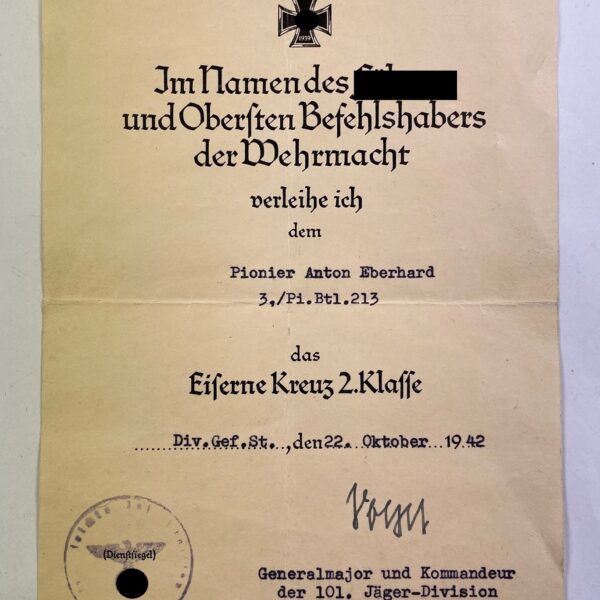 1939
Im Namen des
und Obersten Befehlshabers
der Wehrmacht
verleihe ich
dem
Pionier Anton Eberhard
3./Pi.Btl.213
das
Eiserne Kreuz 2.Klasse
Div.Gef.St.,den 22. Oktober 1942
(Dienstsiegel)
Generalmajor und Kommandeur
der 101. Jäger-Division